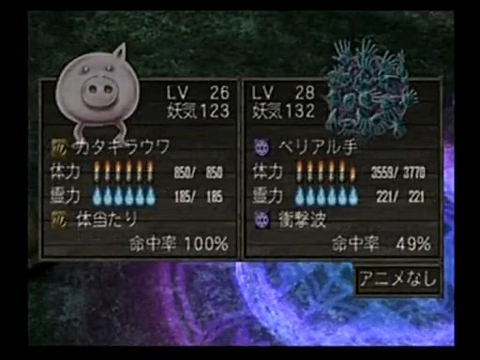 LV 26
妖気123
カタキラウワ
体力 850/ 850
霊力 185/ 185
体当たり
命中率 100%
LV 28
妖気132
ベリアル手
体力 3559/ 3770
霊力 221/ 221
衝撃波
命中率 49%
アニメなし